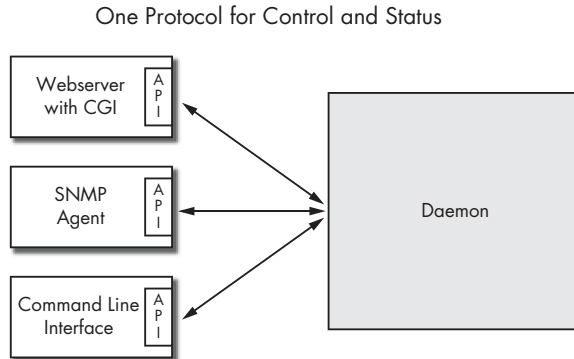 One Protocol for Control and Status
Webserver
with CGI
A
P
I
SNMP
Agent
A
P
I
Command Line
Interface
A
P
I
Daemon